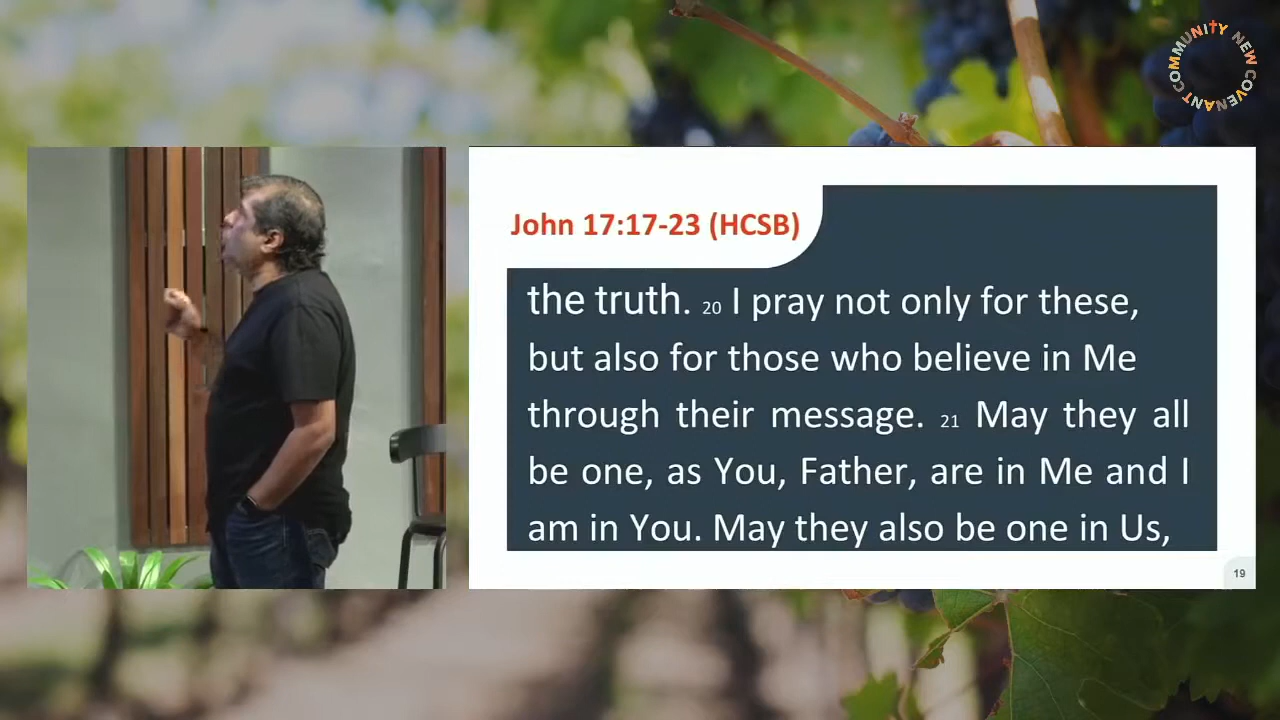 COMMUNITY NEW COVENANT
John 17:17-23 (HCSB)
the truth. 20 I pray not only for these,
but also for those who believe in Me
through their message. 21 May they all
be one, as You, Father, are in Me and I
am in You. May they also be one in Us,
19